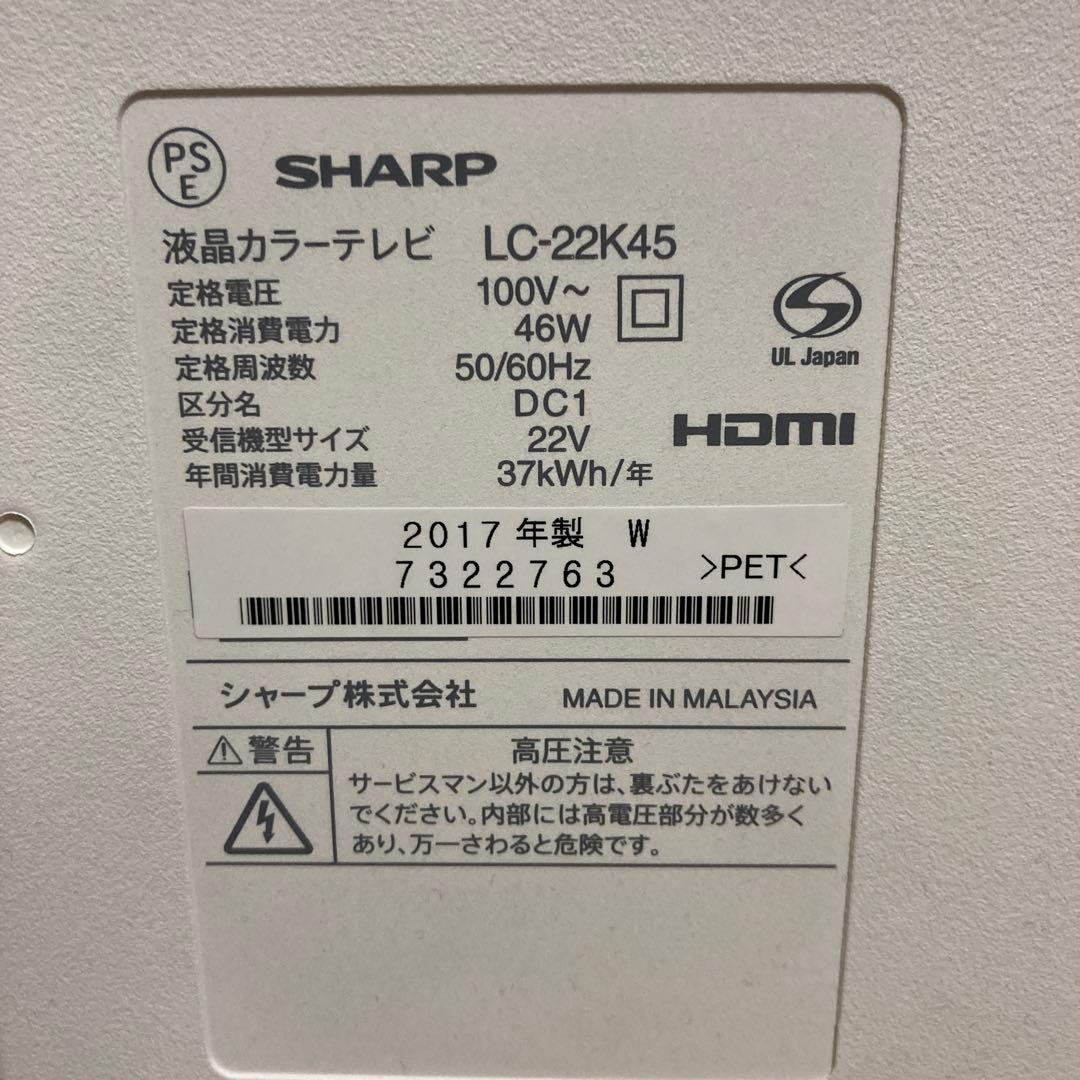 PS
E
SHARP
液晶カラーテレビ LC-22K45
定格電圧 100V～
定格消費電力 46W
定格周波数 50/60Hz
区分名 DC1
受信機型サイズ 22V
年間消費電力量 37kWh/年
UL Japan
HDMI
2017年製 W
7322763 >PET<
シャープ株式会社 MADE IN MALAYSIA
⚠警告
高圧注意
サービスマン以外の方は、裏ぶたをあけない
でください。内部には高電圧部分が数多く
あり、万一さわると危険です。